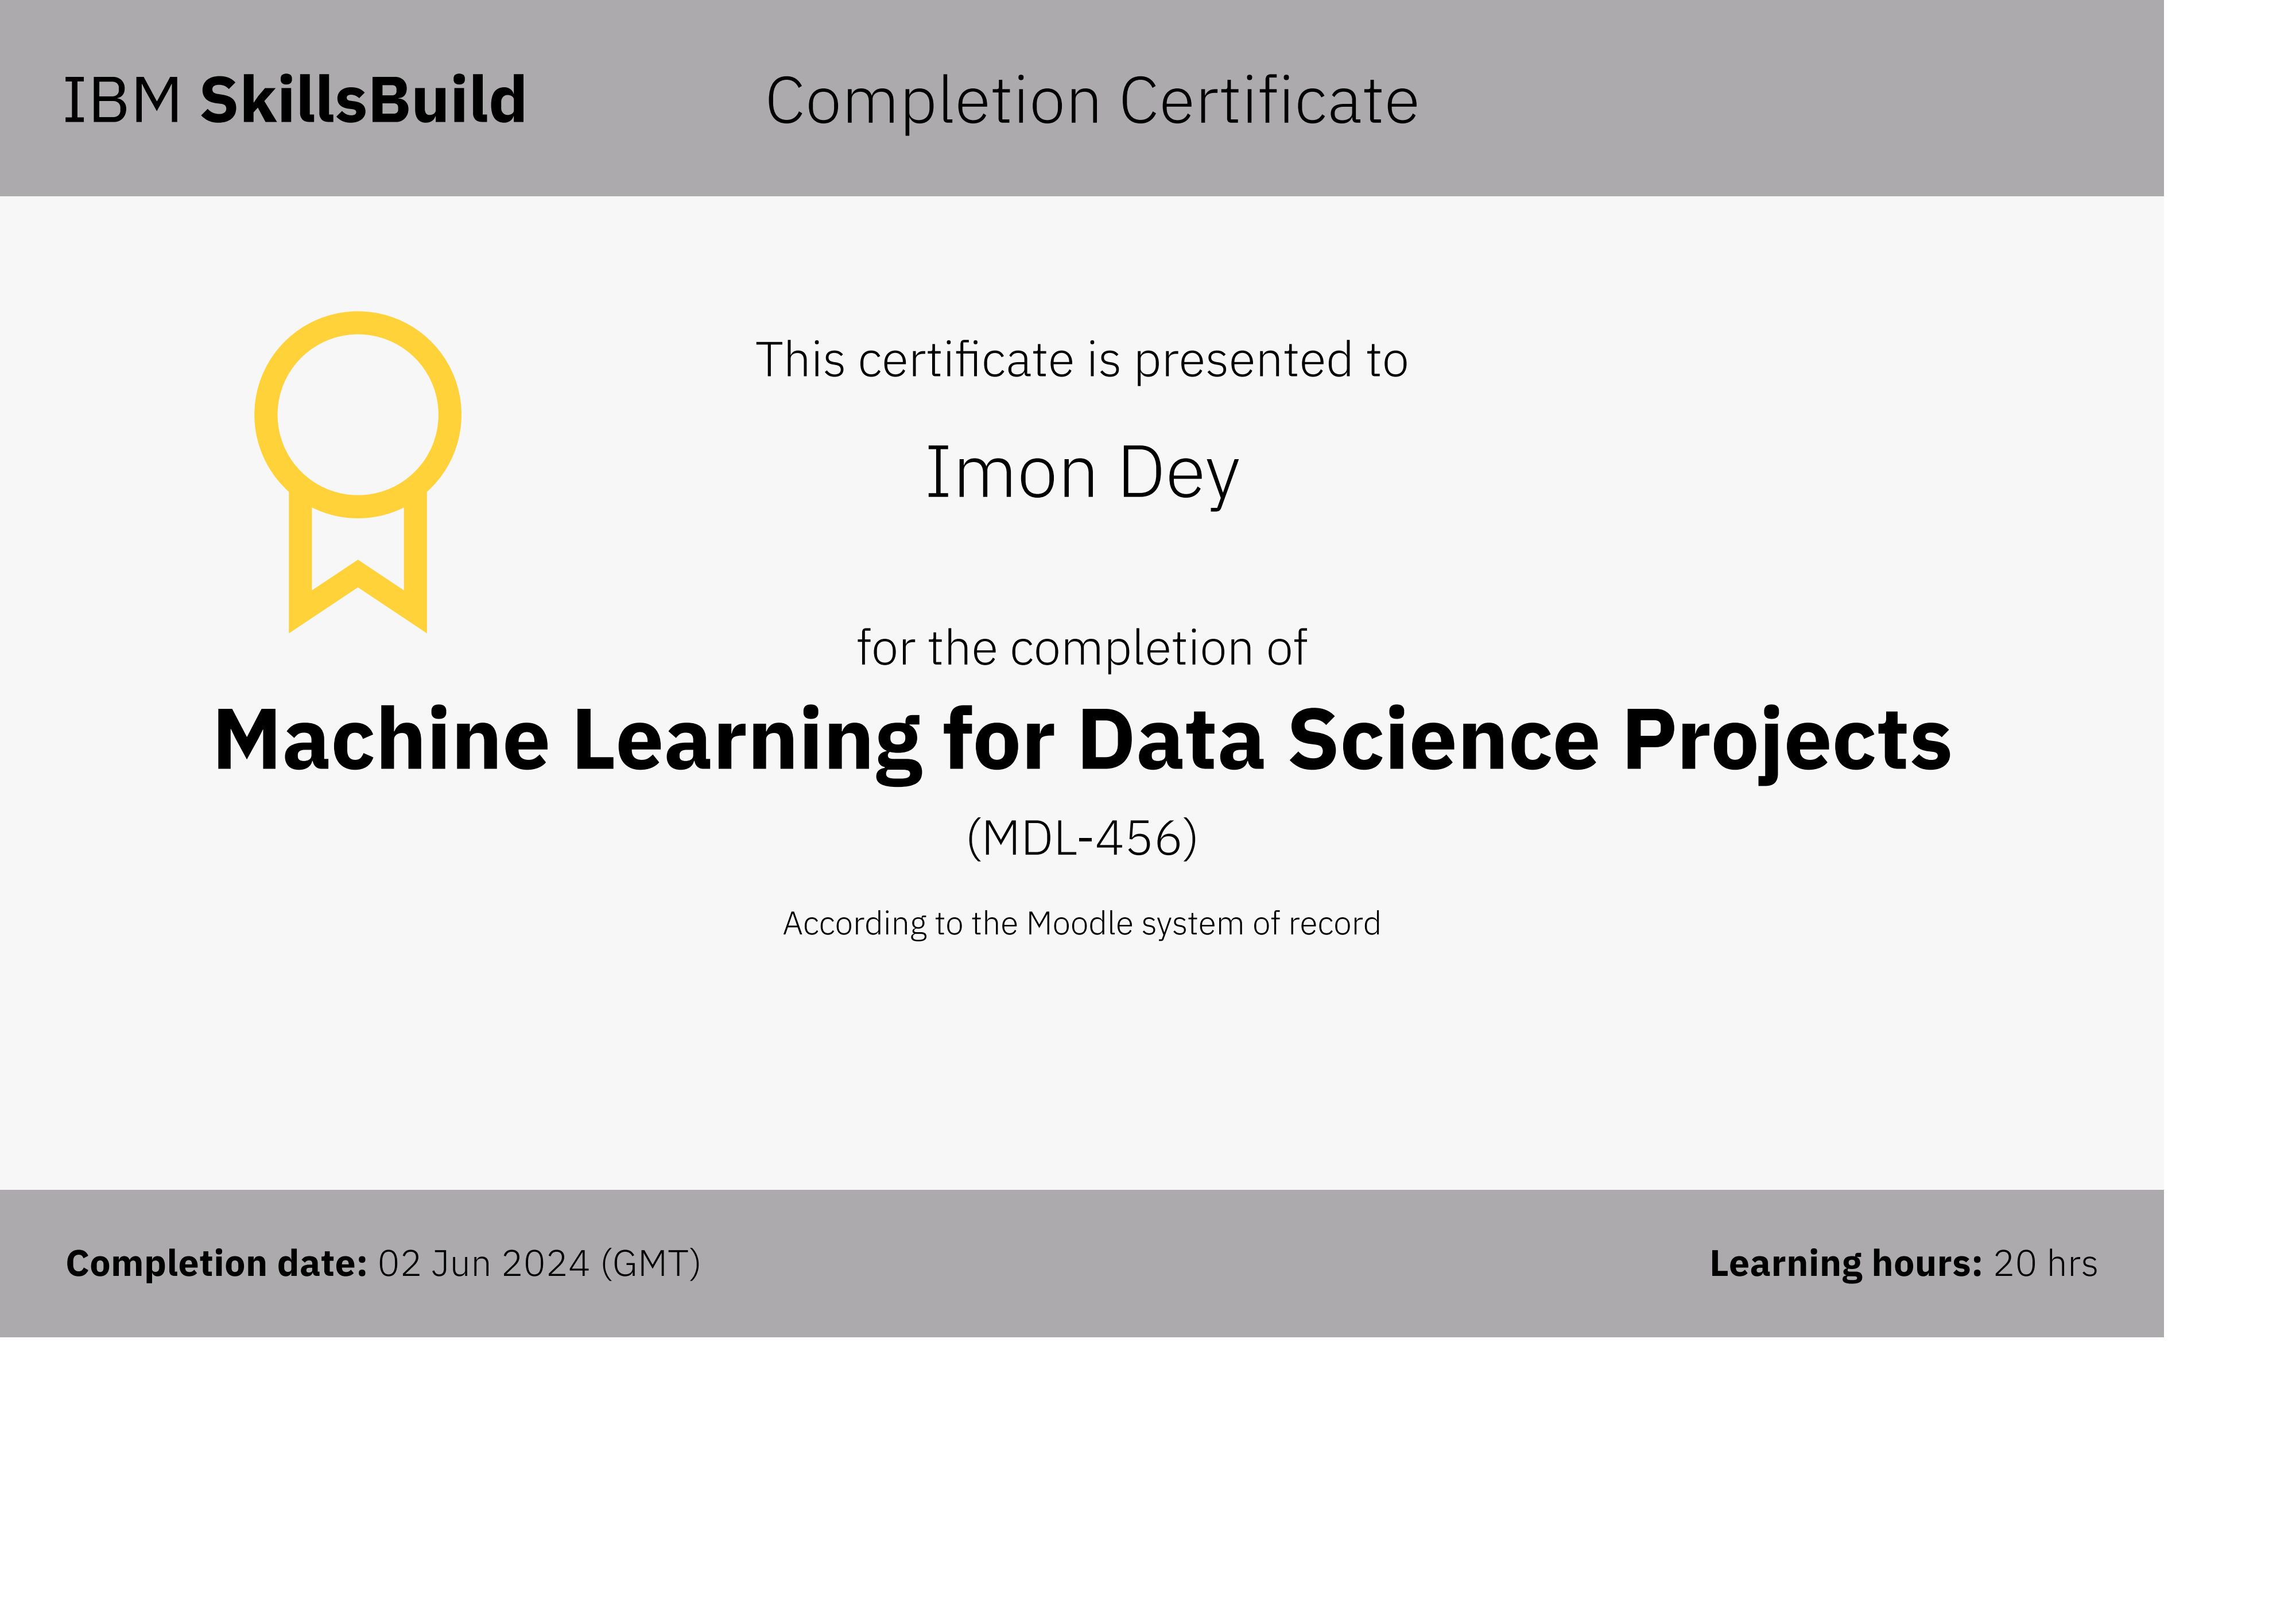 IBM SkillsBuild
Completion Certificate
This certificate is presented to
Imon Dey
for the completion of
Machine Learning for Data Science Projects
(MDL-456)
According to the Moodle system of record
Completion date: 02 Jun 2024 (GMT)
Learning hours: 20 hrs